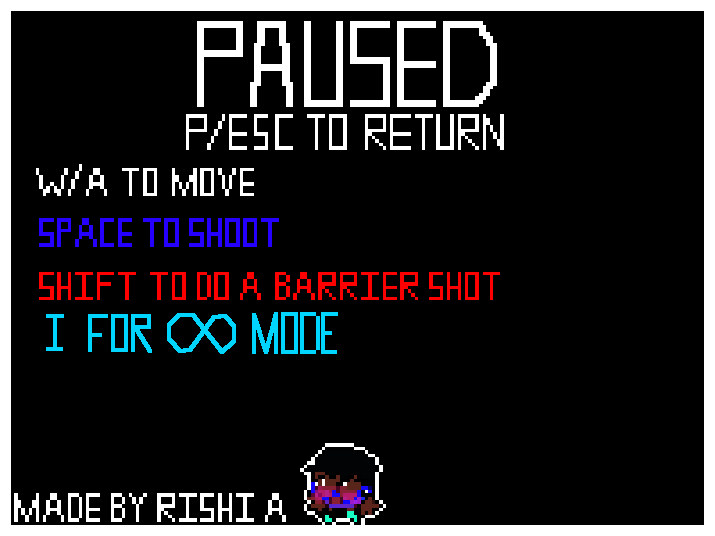 PAUSED
P/ESC TO RETURN
W/A TO MOVE
SPACE TO SHOOT
SHIFT TO DO A BARRIER SHOT
I FOR ∞ MODE
MADE BY RISHI A